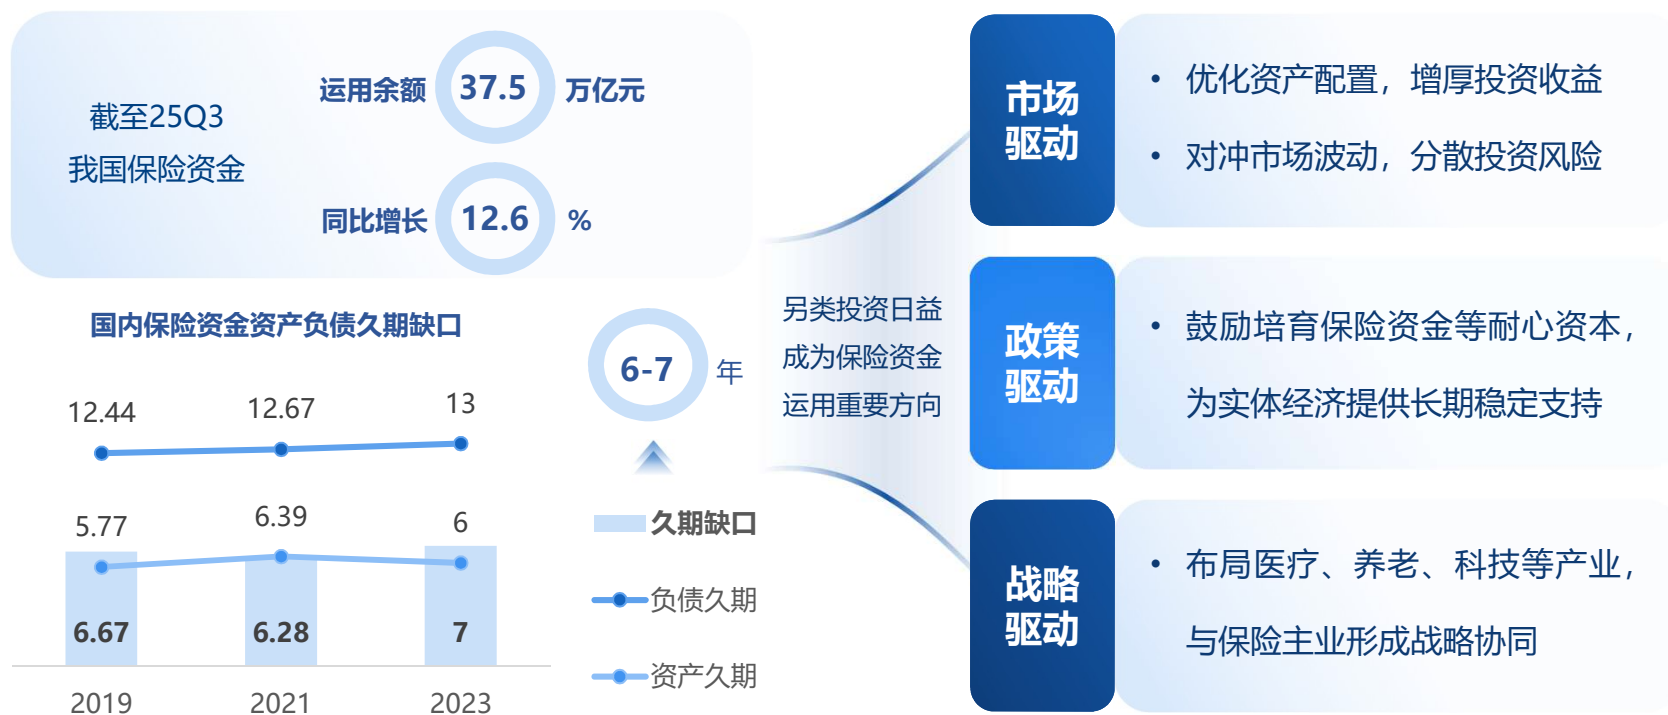 截至25Q3
我国保险资金
运用余额 37.5 万亿元
同比增长 12.6 %
国内保险资金资产负债久期缺口
12.44 12.67 13
5.77 6.39 6
6.67 6.28 7
2019 2021 2023
6-7 年
久期缺口
负债久期
资产久期
另类投资日益
成为保险资金
运用重要方向
市场
驱动
• 优化资产配置，增厚投资收益
• 对冲市场波动，分散投资风险
政策
驱动
• 鼓励培育保险资金等耐心资本，
为实体经济提供长期稳定支持
战略
驱动
• 布局医疗、养老、科技等产业，
与保险主业形成战略协同